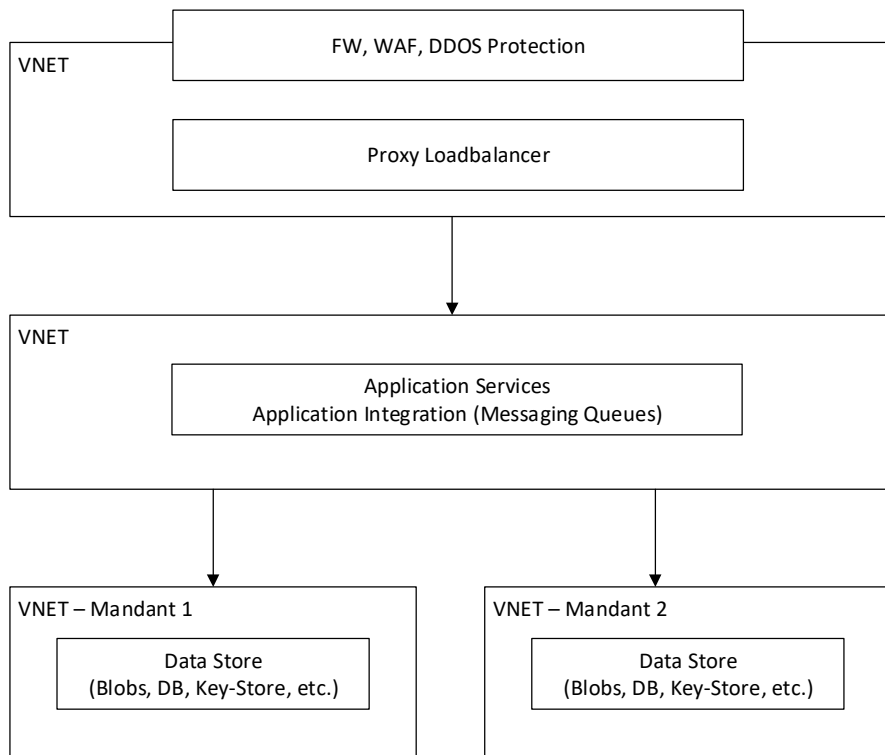 FW, WAF, DDOS Protection
VNET
Proxy Loadbalancer
VNET
Application Services
Application Integration (Messaging Queues)
VNET – Mandant 1
Data Store
(Blobs, DB, Key-Store, etc.)
VNET – Mandant 2
Data Store
(Blobs, DB, Key-Store, etc.)